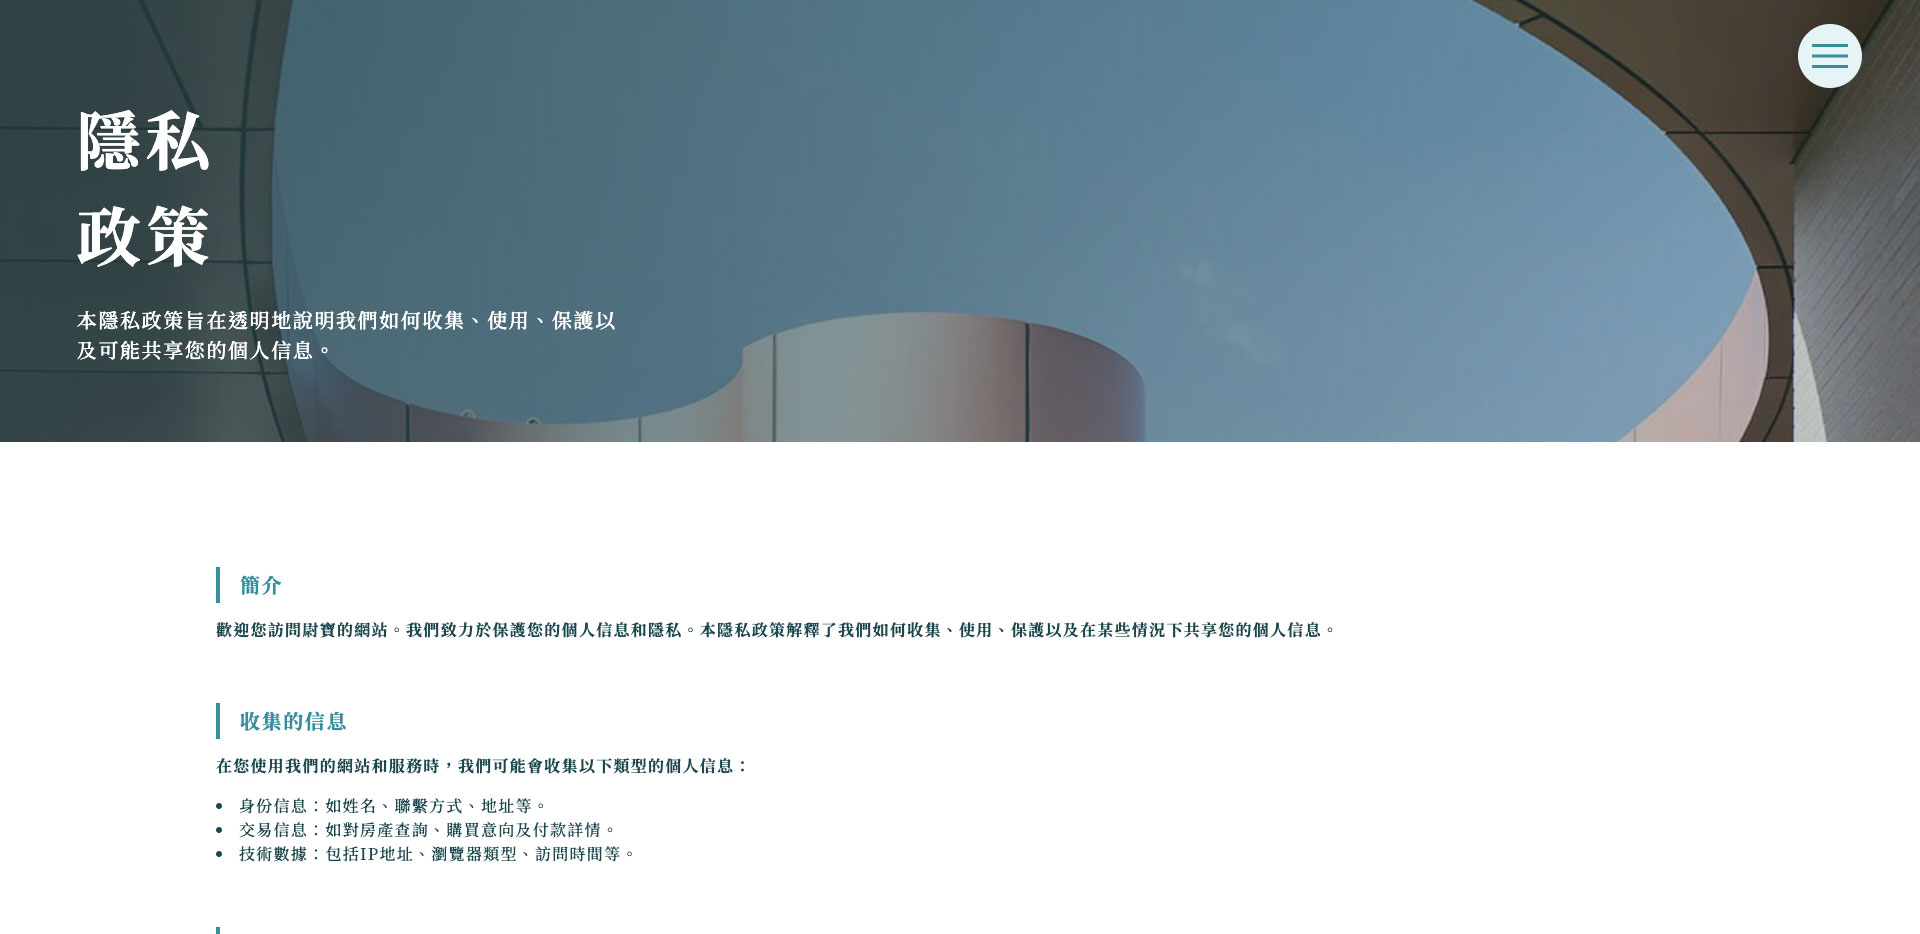 隱私
政策
本隱私政策旨在透明地說明我們如何收集、使用、保護以
及可能共享您的個人信息。
簡介
歡迎您訪問尉寶的網站。我們致力於保護您的個人信息和隱私。本隱私政策解釋了我們如何收集、使用、保護以及在某些情況下共享您的個人信息。
收集的信息
在您使用我們的網站和服務時，我們可能會收集以下類型的個人信息：
• 身份信息：如姓名、聯繫方式、地址等。
• 交易信息：如對房產查詢、購買意向及付款詳情。
• 技術數據：包括IP地址、瀏覽器類型、訪問時間等。